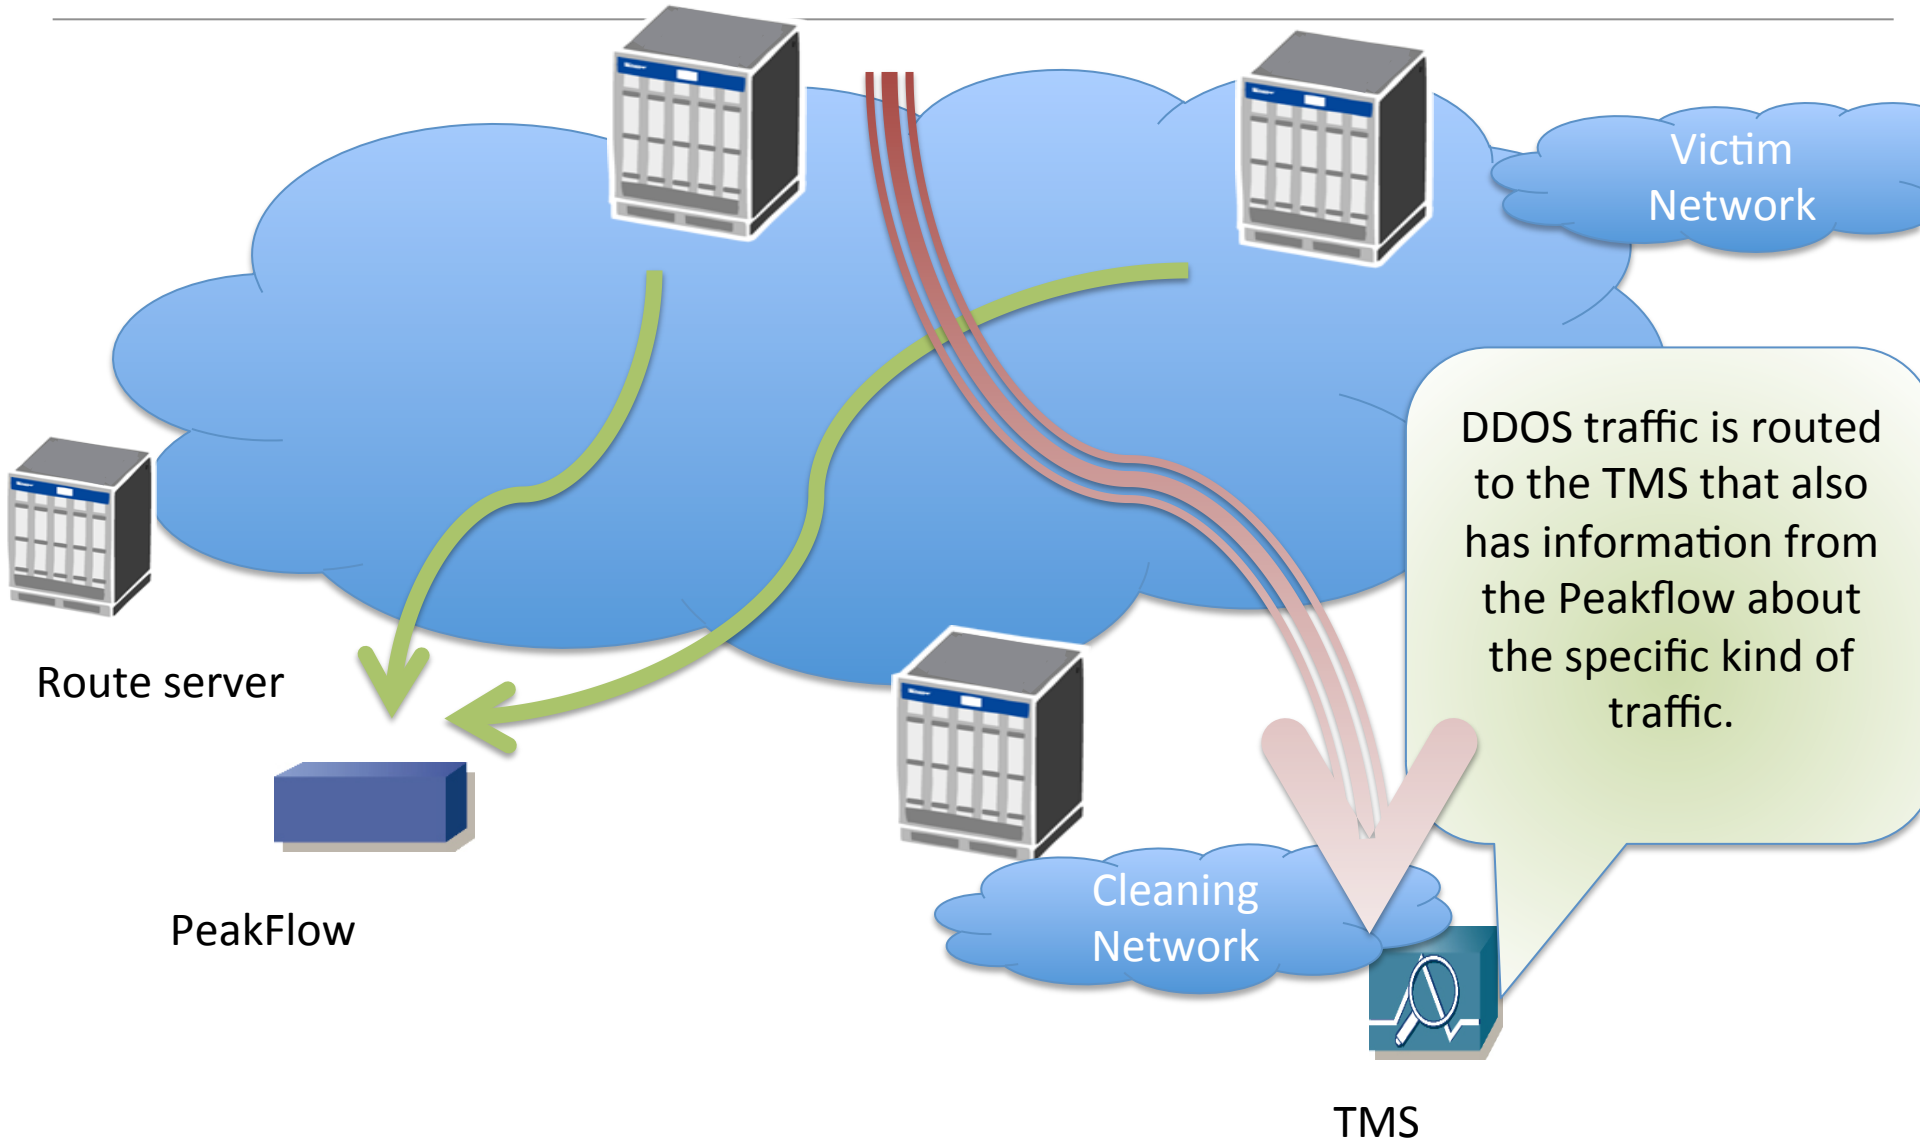 Victim
Network
DDOS traffic is routed
to the TMS that also
has information from
the Peakflow about
the specific kind of
traffic.
Route server
PeakFlow
Cleaning
Network
TMS